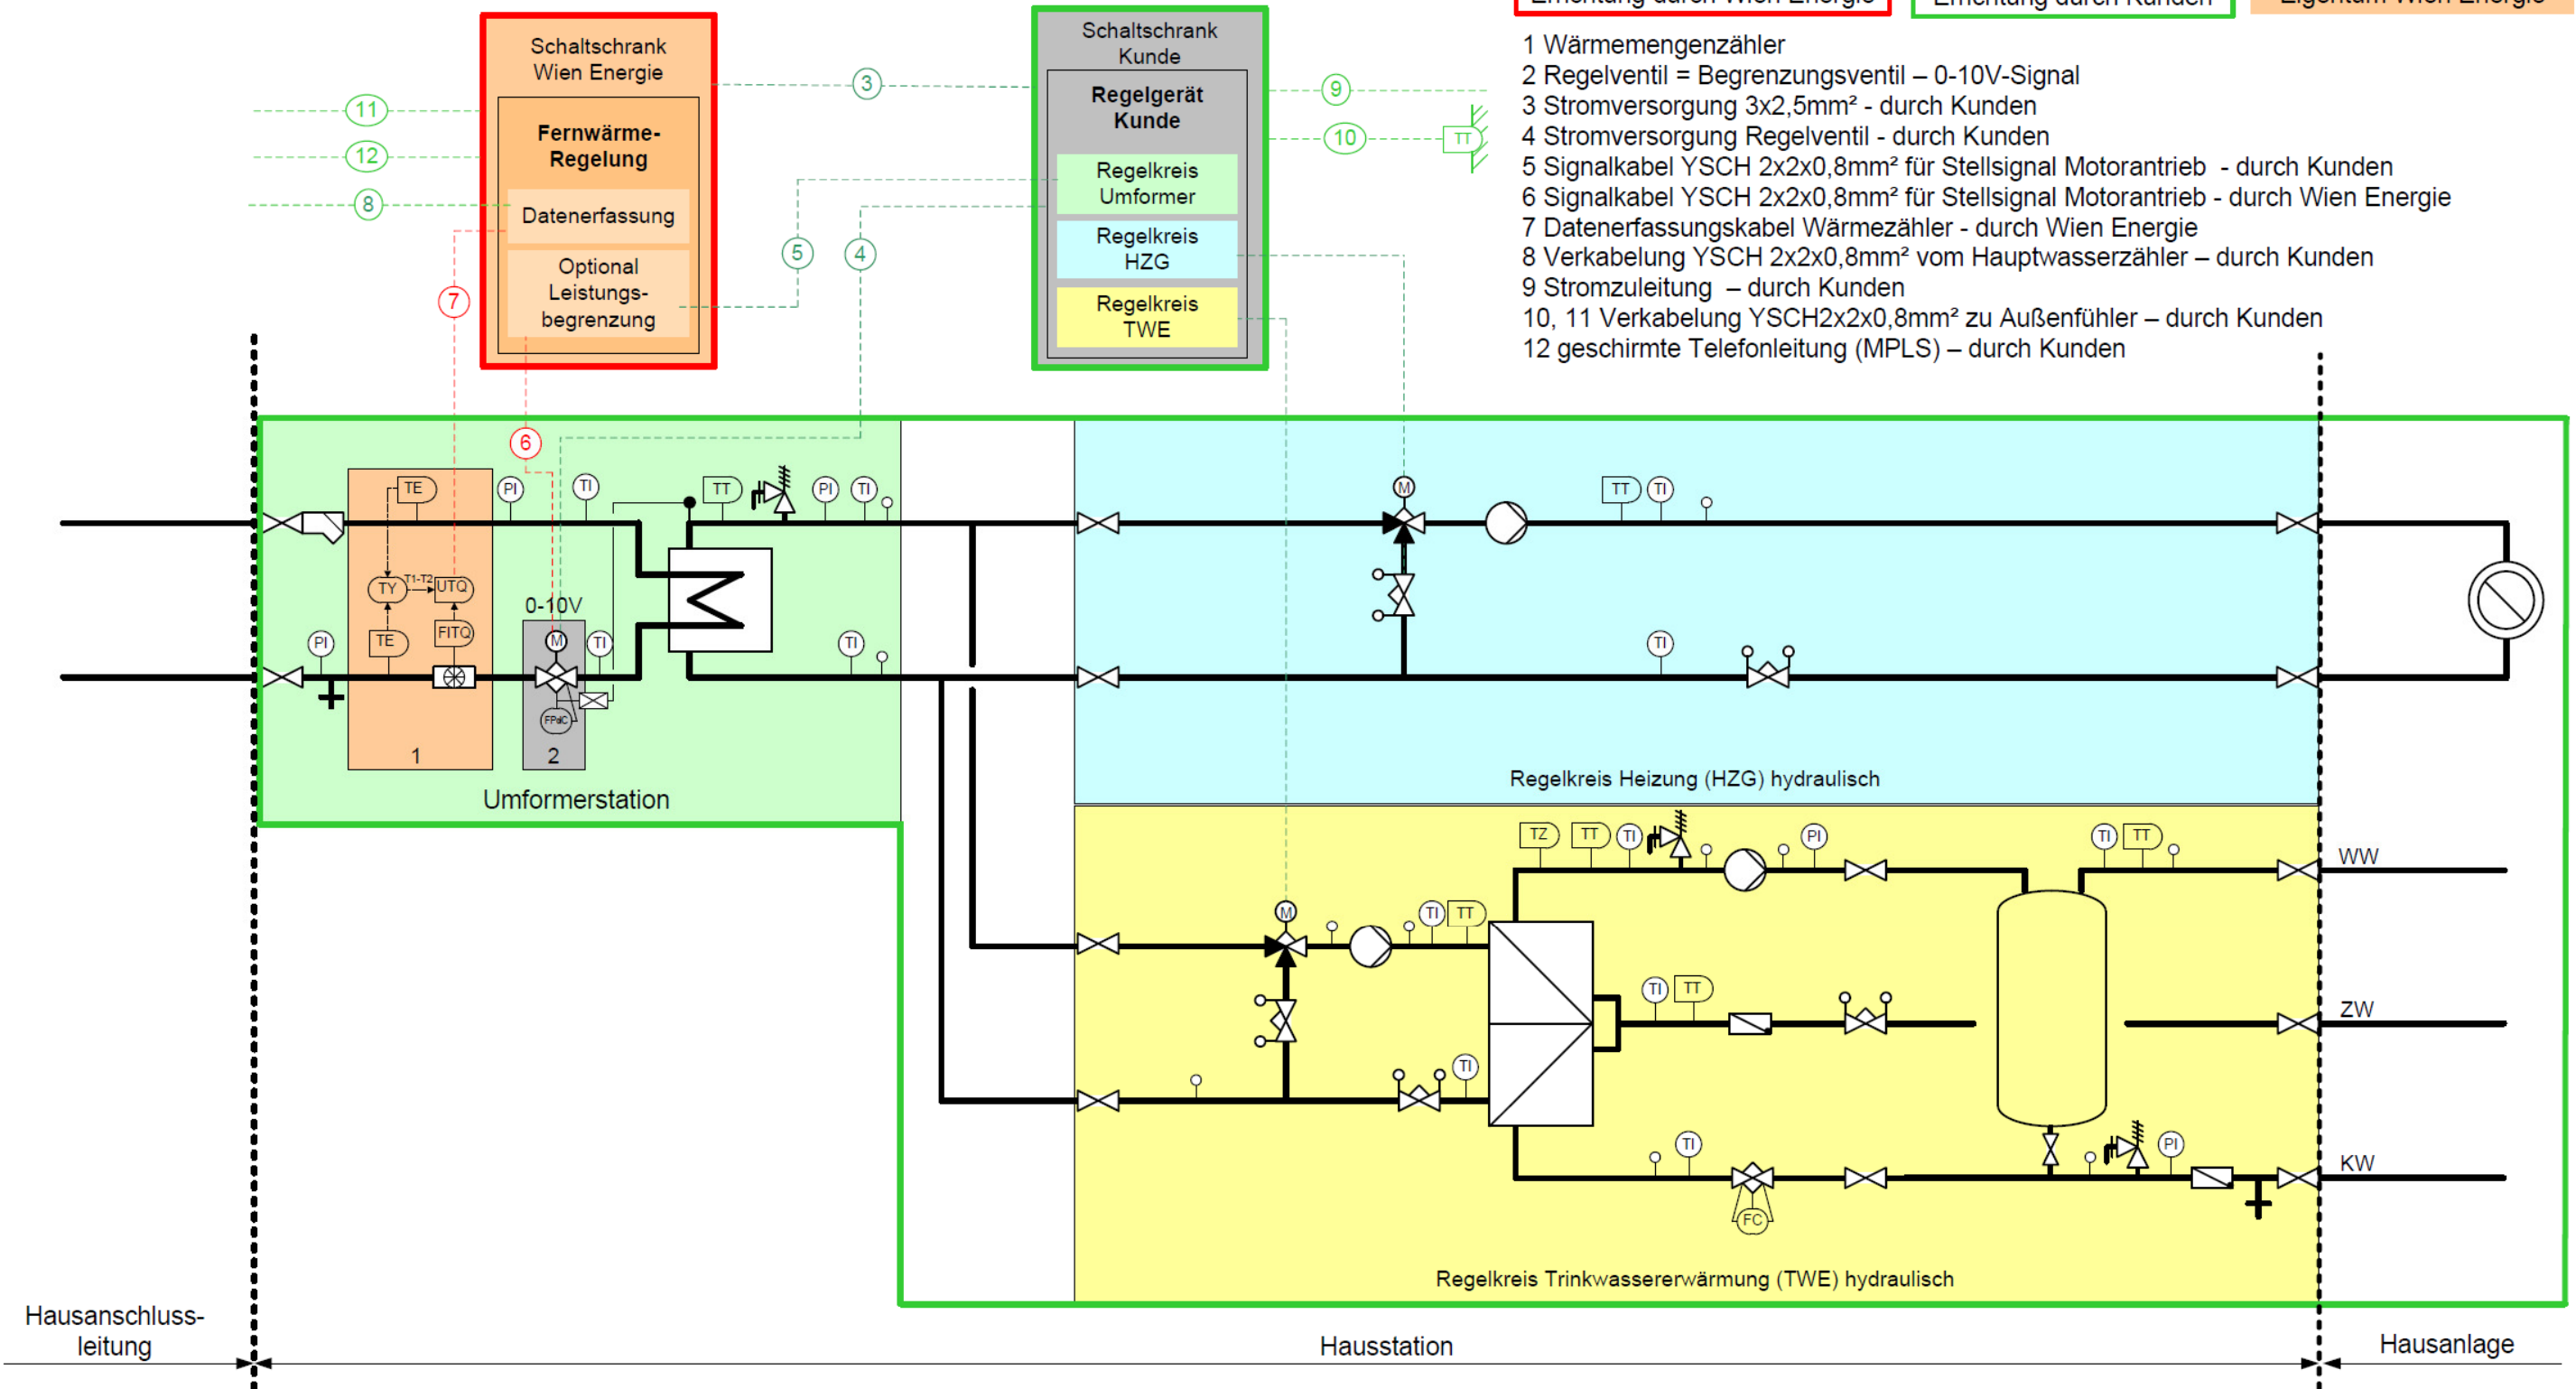 Errichtung durch Wien Energie
Errichtung durch Kunden
Eigentum Wien Energie
Schaltschrank
Wien Energie
Fernwärme-
Regelung
Datenerfassung
Optional
Leistungs-
begrenzung
Schaltschrank
Kunde
Regelgerät
Kunde
Regelkreis
Umformer
Regelkreis
HZG
Regelkreis
TWE
11
12
8
7
3
5
4
9
10
TT
6
1 Wärmemengenzähler
2 Regelventil = Begrenzungsventil – 0-10V-Signal
3 Stromversorgung 3x2,5mm² - durch Kunden
4 Stromversorgung Regelventil - durch Kunden
5 Signalkabel YSCH 2x2x0,8mm² für Stellsignal Motorantrieb - durch Kunden
6 Signalkabel YSCH 2x2x0,8mm² für Stellsignal Motorantrieb - durch Wien Energie
7 Datenerfassungskabel Wärmezähler - durch Wien Energie
8 Verkabelung YSCH 2x2x0,8mm² vom Hauptwasserzähler – durch Kunden
9 Stromzuleitung – durch Kunden
10, 11 Verkabelung YSCH2x2x0,8mm² zu Außenfühler – durch Kunden
12 geschirmte Telefonleitung (MPLS) – durch Kunden
TE
PI
TI
TT
PI
TI
TY
T1-T2
UTQ
0-10V
PI
TE
FITQ
M
TI
TI
FPdC
1
2
Umformerstation
M
TT
TI
TI
Regelkreis Heizung (HZG) hydraulisch
TZ
TT
TI
PI
TI
TT
WW
M
TI
TT
TI
TT
ZW
TI
TI
PI
KW
FC
Regelkreis Trinkwassererwärmung (TWE) hydraulisch
Hausanschluss-
leitung
Hausstation
Hausanlage